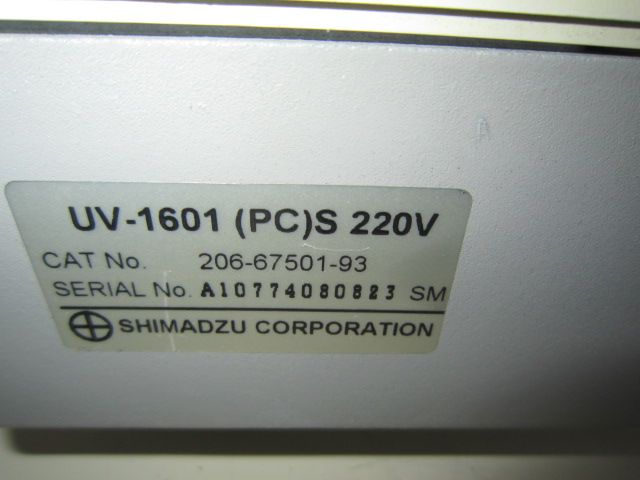 UV-1601 (PC)S 220V
CAT No. 206-67501-93
SERIAL No. A10774080823 SM
SHIMADZU CORPORATION